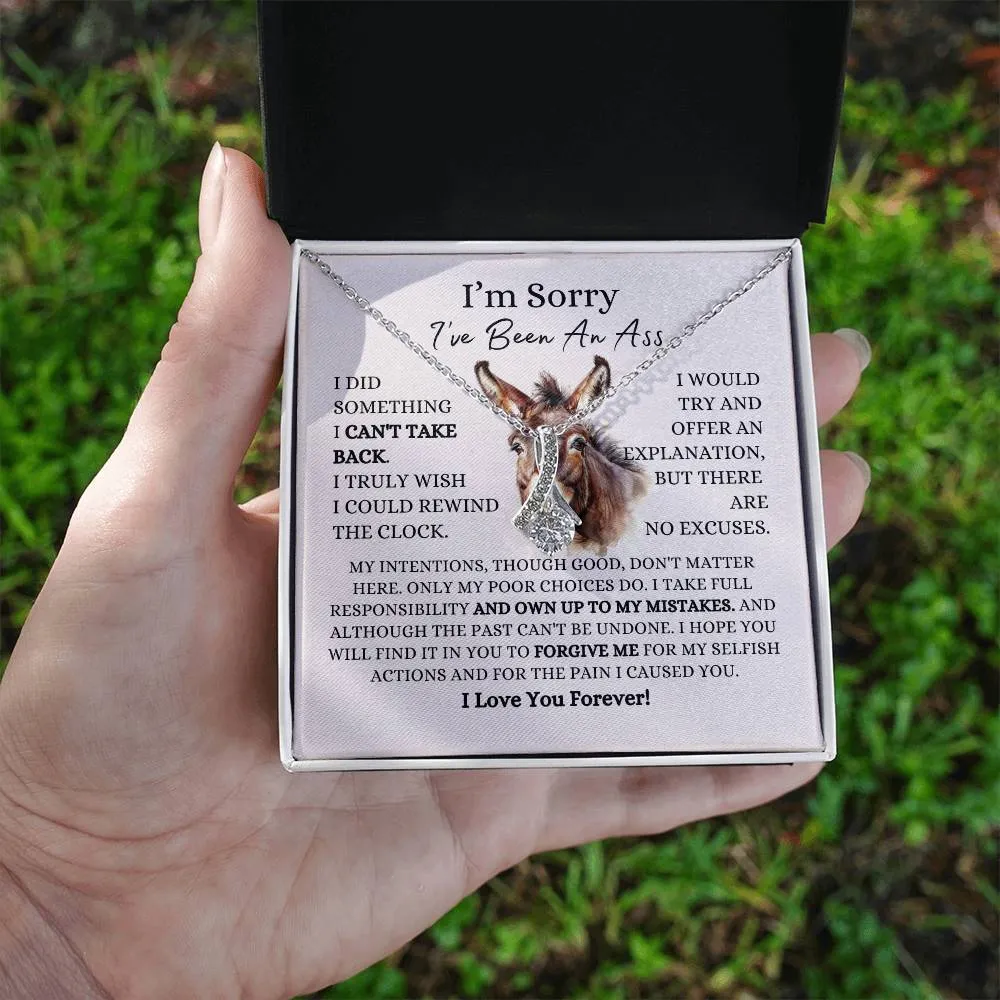 I'm Sorry
I've Been An Ass
I DID
SOMETHING
I CAN'T TAKE
BACK.
I TRULY WISH
I COULD REWIND
THE CLOCK.
I WOULD
TRY AND
OFFER AN
EXPLANATION,
BUT THERE
ARE
NO EXCUSES.
MY INTENTIONS, THOUGH GOOD, DON'T MATTER
HERE. ONLY MY POOR CHOICES DO. I TAKE FULL
RESPONSIBILITY AND OWN UP TO MY MISTAKES. AND
ALTHOUGH THE PAST CAN'T BE UNDONE. I HOPE YOU
WILL FIND IT IN YOU TO FORGIVE ME FOR MY SELFISH
ACTIONS AND FOR THE PAIN I CAUSED YOU.
I Love You Forever!